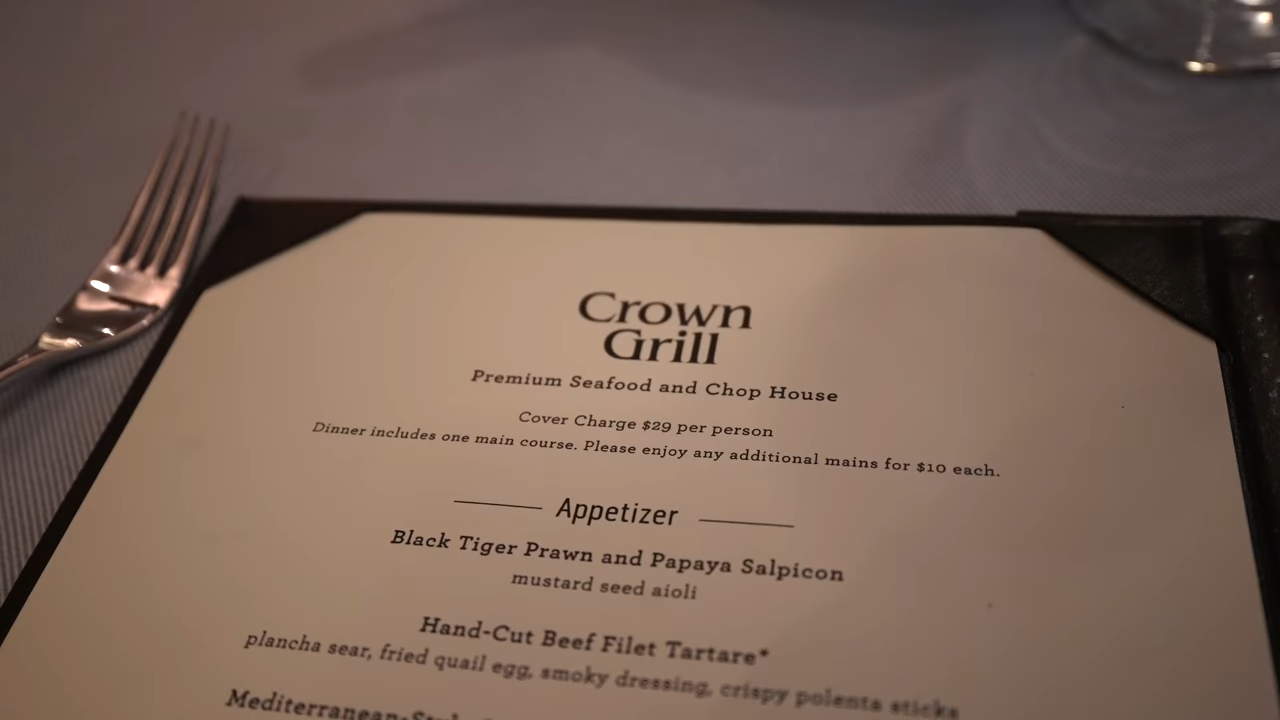 Crown
Grill
Premium Seafood and Chop House
Cover Charge $29 per person
Dinner includes one main course. Please enjoy any additional mains for $10 each.
Appetizer
Black Tiger Prawn and Papaya Salpicon
mustard seed aioli
Hand-Cut Beef Filet Tartare*
plancha sear, fried quail egg, smoky dressing, crispy polenta sticks
Mediterranean-Style